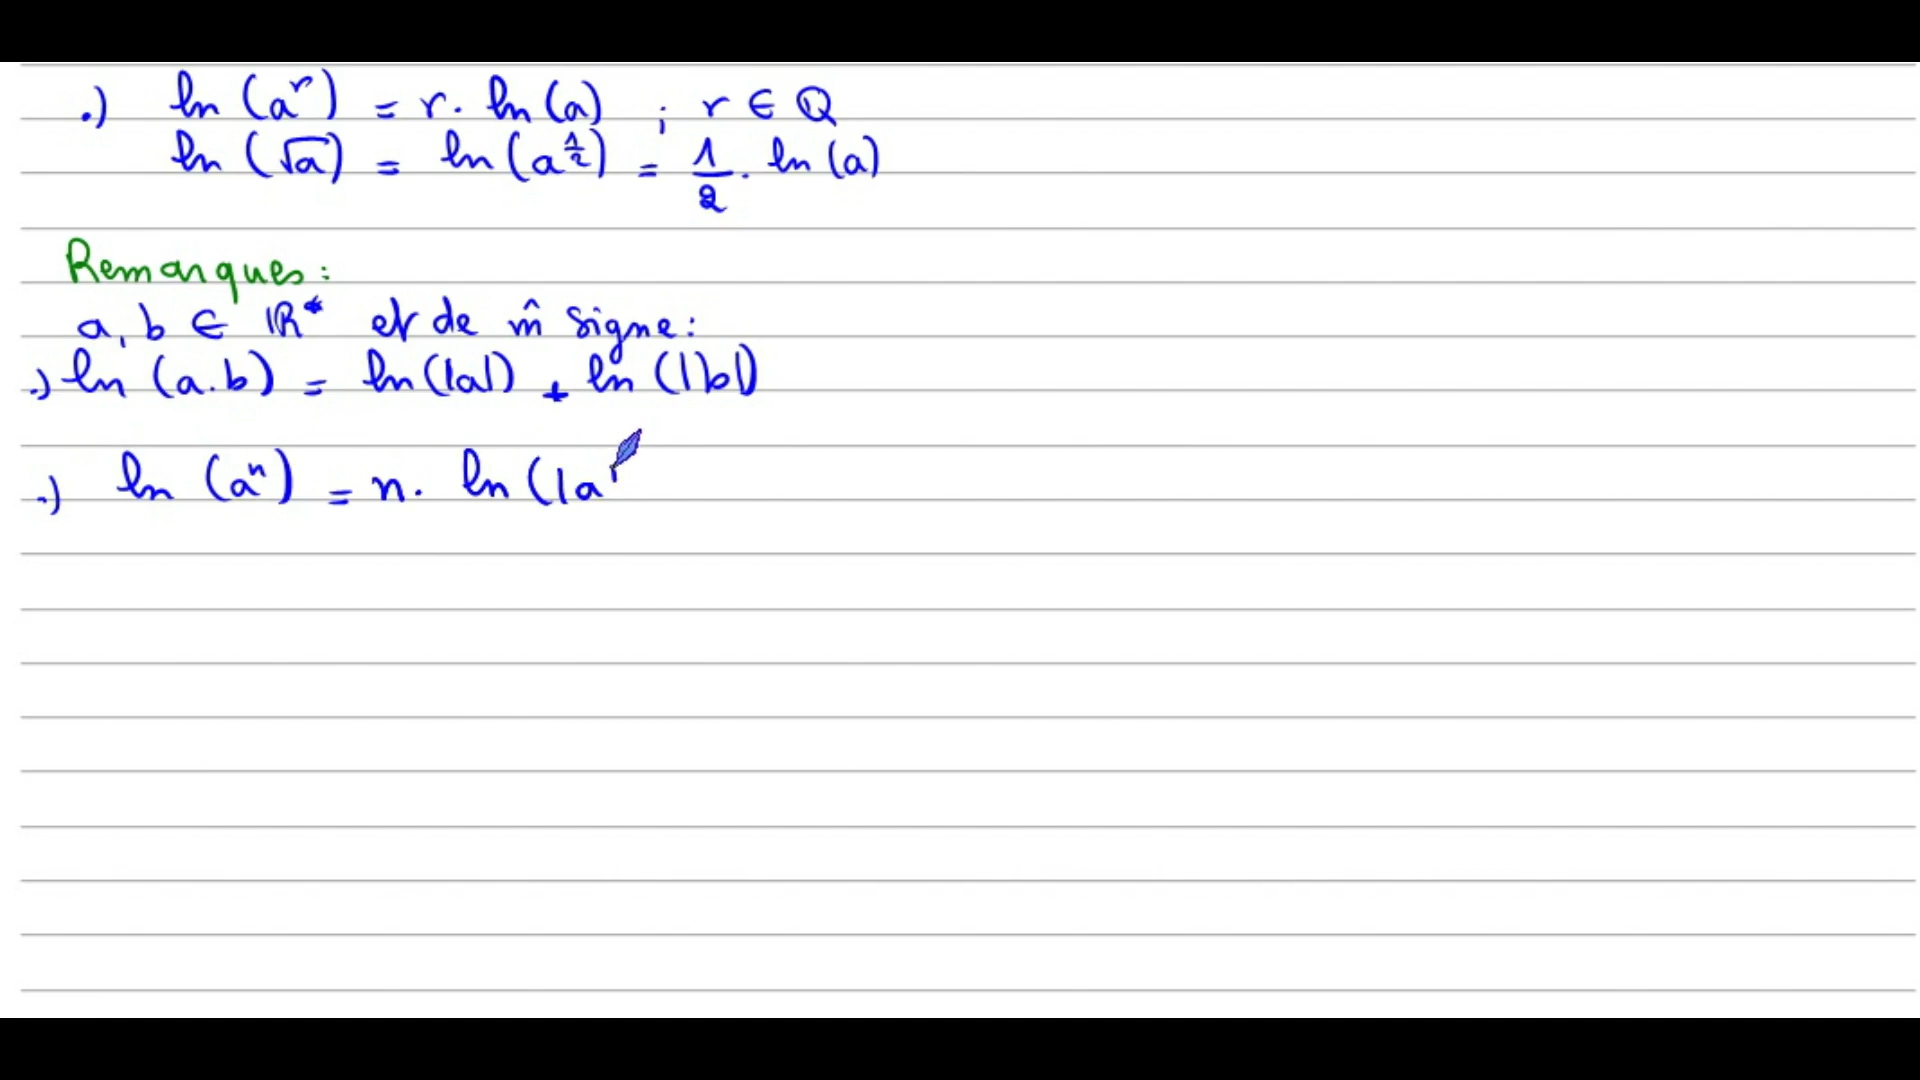 .) ln (a^r) = r. ln (a) ; r ∈ ℚ
ln (√a) = ln (a^{1/2}) = 1/2 . ln (a)
Remarques :
a, b ∈ ℝ* et de m̂ signe :
.) ln (a.b) = ln (|a|) + ln (|b|)
.) ln (a^n) = n. ln (|a|